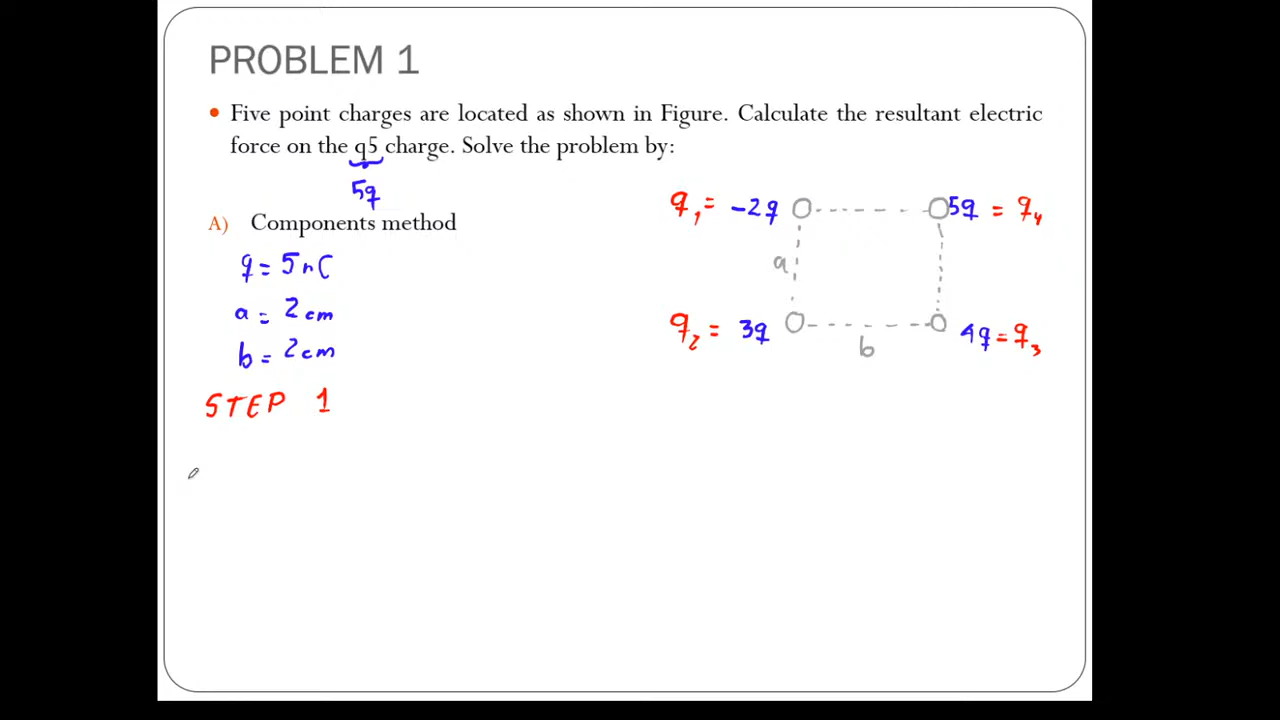 PROBLEM 1
• Five point charges are located as shown in Figure. Calculate the resultant electric
force on the q5 charge. Solve the problem by:
5q
A) Components method
q = 5nC
a = 2cm
b = 2cm
STEP 1
q1 = -2q
5q = q4
a
q2 = 3q
4q = q3
b